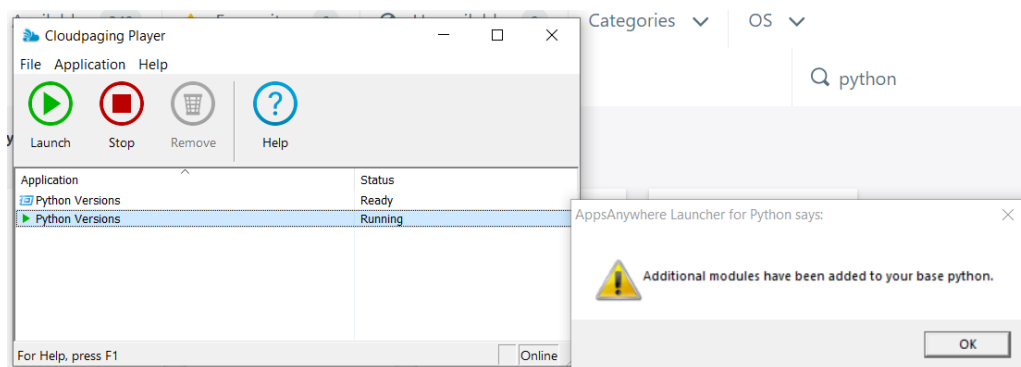 Cloudpaging Player
File Application Help
Launch Stop Remove Help
Application Status
Python Versions Ready
Python Versions Running
For Help, press F1 Online
Categories OS
python
AppsAnywhere Launcher for Python says:
Additional modules have been added to your base python.
OK